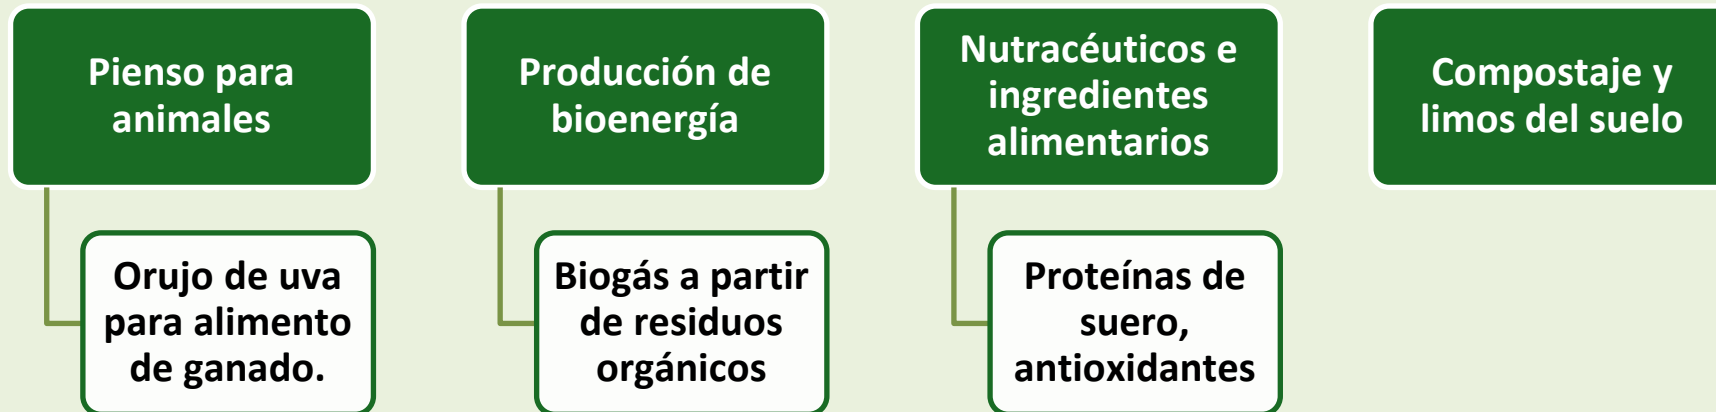 Pienso para
animales
Orujo de uva
para alimento
de ganado.
Producción de
bioenergía
Biogás a partir
de residuos
orgánicos
Nutracéuticos e
ingredientes
alimentarios
Proteínas de
suero,
antioxidantes
Compostaje y
limos del suelo